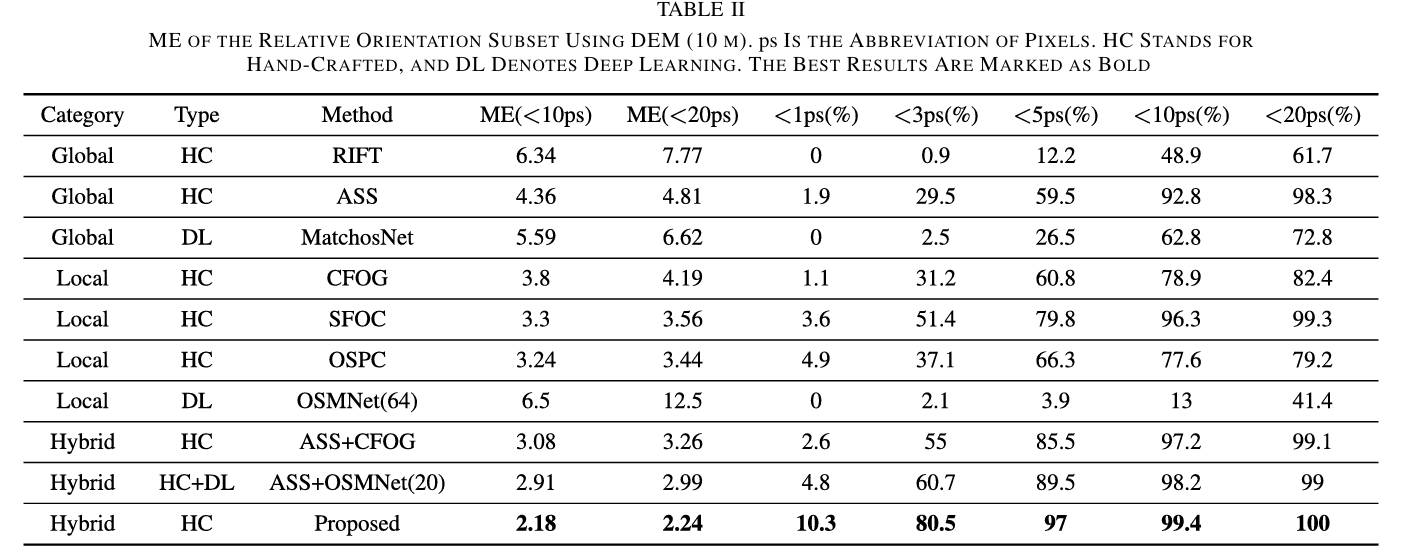 TABLE II
ME OF THE RELATIVE ORIENTATION SUBSET USING DEM (10 M). ps IS THE ABBREVIATION OF PIXELS. HC STANDS FOR
HAND-CRAFTED, AND DL DENOTES DEEP LEARNING. THE BEST RESULTS ARE MARKED AS BOLD
Category Type Method ME(<10ps) ME(<20ps) <1ps(%) <3ps(%) <5ps(%) <10ps(%) <20ps(%)
Global HC RIFT 6.34 7.77 0 0.9 12.2 48.9 61.7
Global HC ASS 4.36 4.81 1.9 29.5 59.5 92.8 98.3
Global DL MatchosNet 5.59 6.62 0 2.5 26.5 62.8 72.8
Local HC CFOG 3.8 4.19 1.1 31.2 60.8 78.9 82.4
Local HC SFOC 3.3 3.56 3.6 51.4 79.8 96.3 99.3
Local HC OSPC 3.24 3.44 4.9 37.1 66.3 77.6 79.2
Local DL OSMNet(64) 6.5 12.5 0 2.1 3.9 13 41.4
Hybrid HC ASS+CFOG 3.08 3.26 2.6 55 85.5 97.2 99.1
Hybrid HC+DL ASS+OSMNet(20) 2.91 2.99 4.8 60.7 89.5 98.2 99
Hybrid HC Proposed 2.18 2.24 10.3 80.5 97 99.4 100